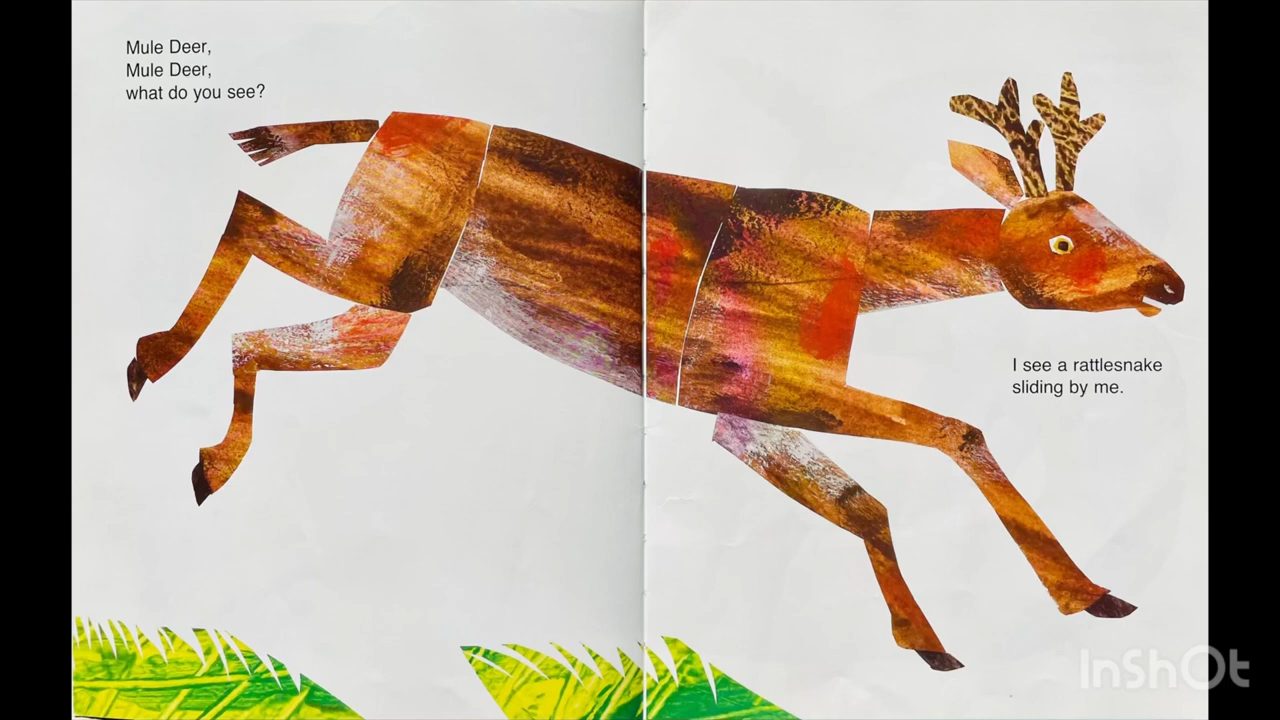 Mule Deer,
Mule Deer,
what do you see?
I see a rattlesnake
sliding by me.
InShOt